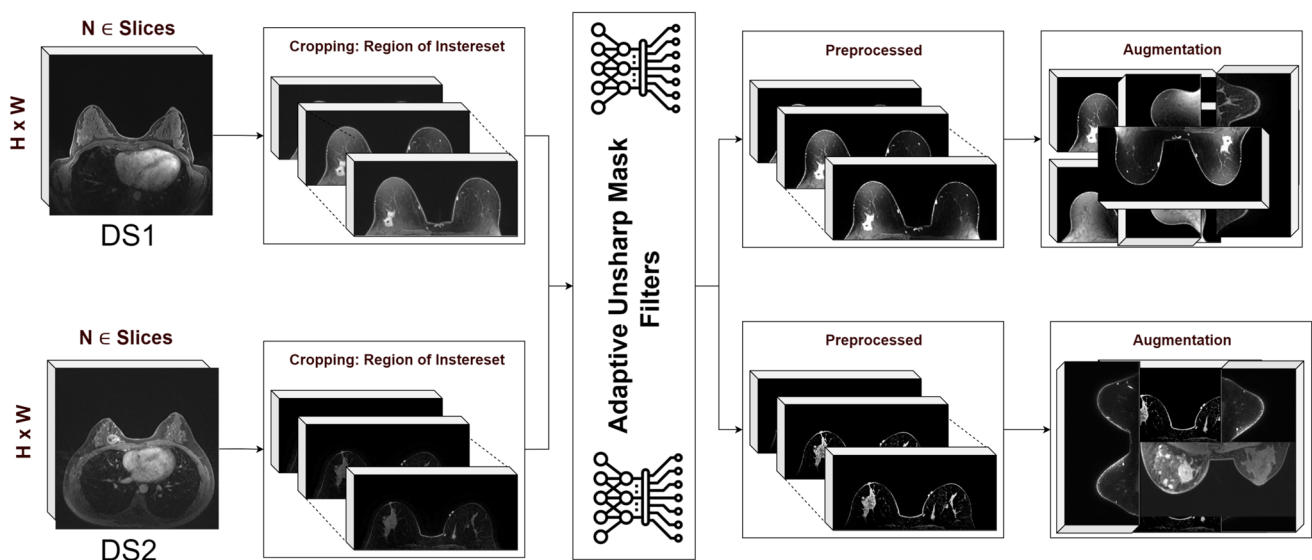 N ∈ Slices
H x W
DS1
Cropping: Region of Instereset
Adaptive Unsharp Mask
Filters
Preprocessed
Augmentation
N ∈ Slices
H x W
DS2
Cropping: Region of Instereset
Preprocessed
Augmentation